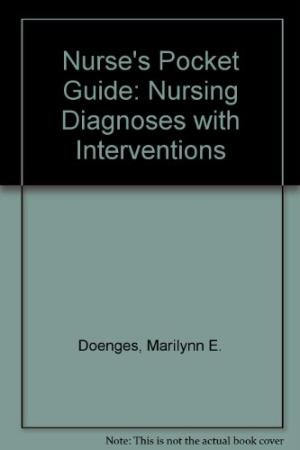 Nurse's Pocket
Guide: Nursing
Diagnoses with
Interventions
Doenges, Marilynn E.
Note: This is not the actual book cover